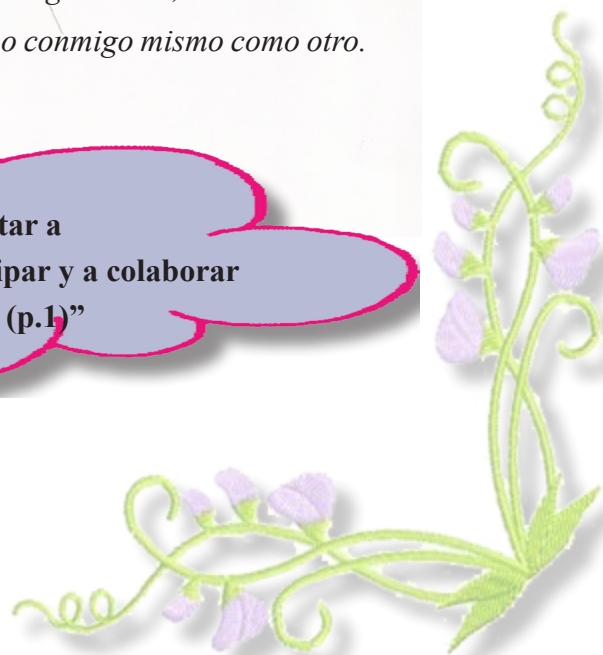 o conmigo mismo como otro.
tar a
ipar y a colaborar
(p.1)”